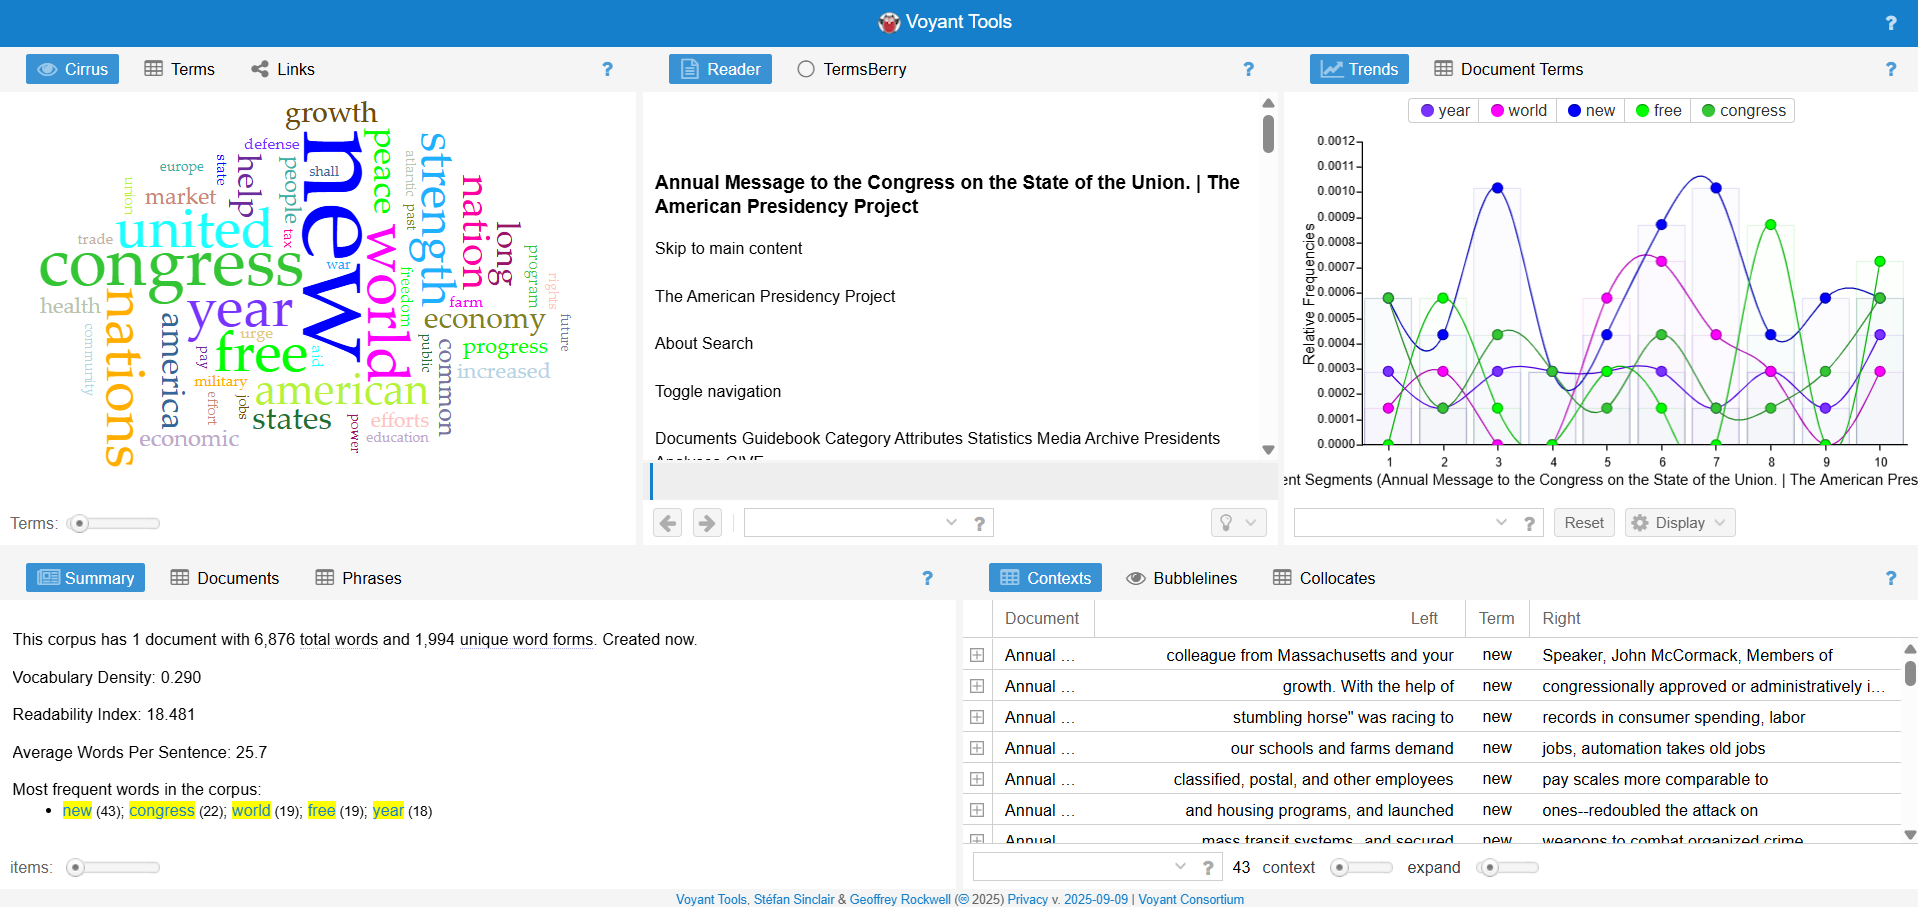 Voyant Tools
?
Cirrus Terms Links ?
growth
defense
europe
state
help
people
shall
new
peace
atlantic
past
strength
nation
long
union
market
united
tax
trade
congress
war
world
freedom
program
rights
health
nations
year
farm
economy
future
community
america
urge
free
pay
aid
public
common
progress
increased
military
american
effort
jobs
states
power
efforts
economic
education
Terms:
Reader TermsBerry ?
Annual Message to the Congress on the State of the Union. | The
American Presidency Project
Skip to main content
The American Presidency Project
About Search
Toggle navigation
Documents Guidebook Category Attributes Statistics Media Archive Presidents
Analyses GIVE
?
Trends Document Terms ?
year world new free congress
Relative Frequencies
0.0012
0.0011
0.0010
0.0009
0.0008
0.0007
0.0006
0.0005
0.0004
0.0003
0.0002
0.0001
0.0000
1 2 3 4 5 6 7 8 9 10
nt Segments (Annual Message to the Congress on the State of the Union. | The American Pres
? Reset Display
Summary Documents Phrases ?
This corpus has 1 document with 6,876 total words and 1,994 unique word forms. Created now.
Vocabulary Density: 0.290
Readability Index: 18.481
Average Words Per Sentence: 25.7
Most frequent words in the corpus:
• new (43); congress (22); world (19); free (19); year (18)
items:
Contexts Bubblelines Collocates ?
Document Left Term Right
Annual ... colleague from Massachusetts and your new Speaker, John McCormack, Members of
Annual ... growth. With the help of new congressionally approved or administratively i...
Annual ... stumbling horse" was racing to new records in consumer spending, labor
Annual ... our schools and farms demand new jobs, automation takes old jobs
Annual ... classified, postal, and other employees new pay scales more comparable to
Annual ... and housing programs, and launched new ones--redoubled the attack on
mass transit systems, and secured new weapons to combat organized crime
? 43 context expand
Voyant Tools, Stéfan Sinclair & Geoffrey Rockwell (🄯 2025) Privacy v. 2025-09-09 | Voyant Consortium